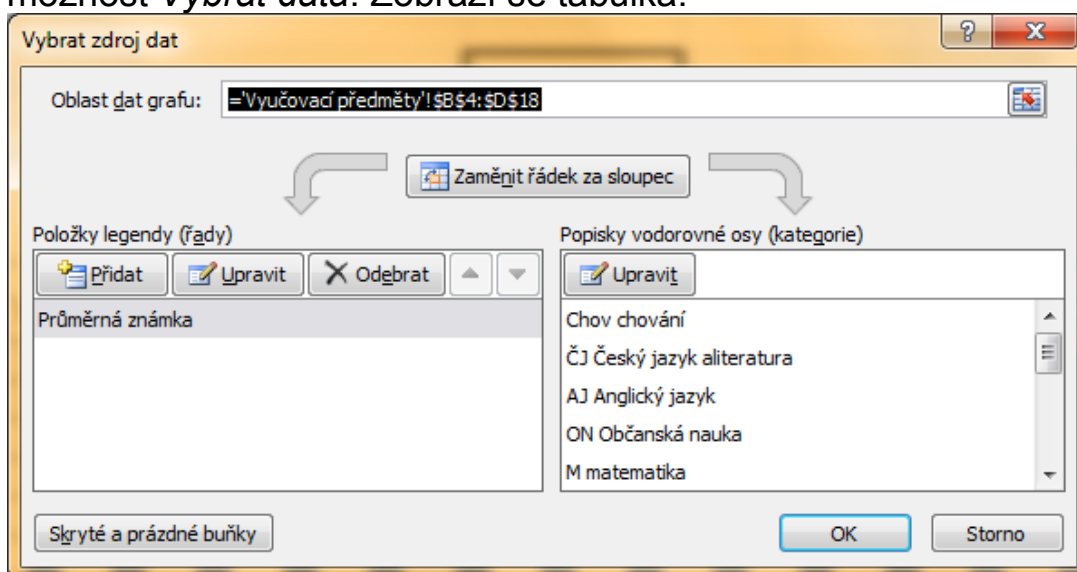 možnost Vybrat data. Zobrazí se tabulka:
Vybrat zdroj dat
Oblast dat grafu: ='Vyučovací předměty'!$B$4:$D$18
Zaměnit řádek za sloupec
Položky legendy (řady)
Popisky vodorovné osy (kategorie)
Přidat Upravit Odebrat
Upravit
Průměrná známka
Chov chování
ČJ Český jazyk aliteratura
AJ Anglický jazyk
ON Občanská nauka
M matematika
Skryté a prázdné buňky
OK Storno